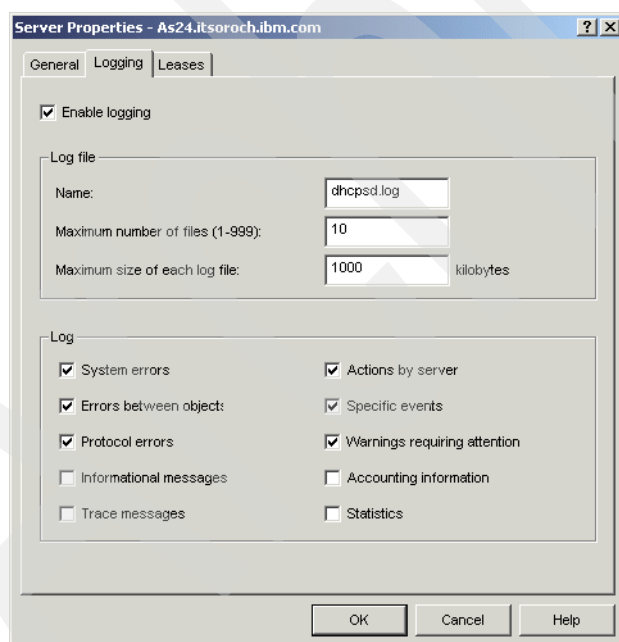 Server Properties - As24.itsoroch.ibm.com
General Logging Leases
Enable logging
Log file
Name: dhcpsd.log
Maximum number of files (1-999): 10
Maximum size of each log file: 1000 kilobytes
Log
System errors Actions by server
Errors between objects Specific events
Protocol errors Warnings requiring attention
Informational messages Accounting information
Trace messages Statistics
OK Cancel Help